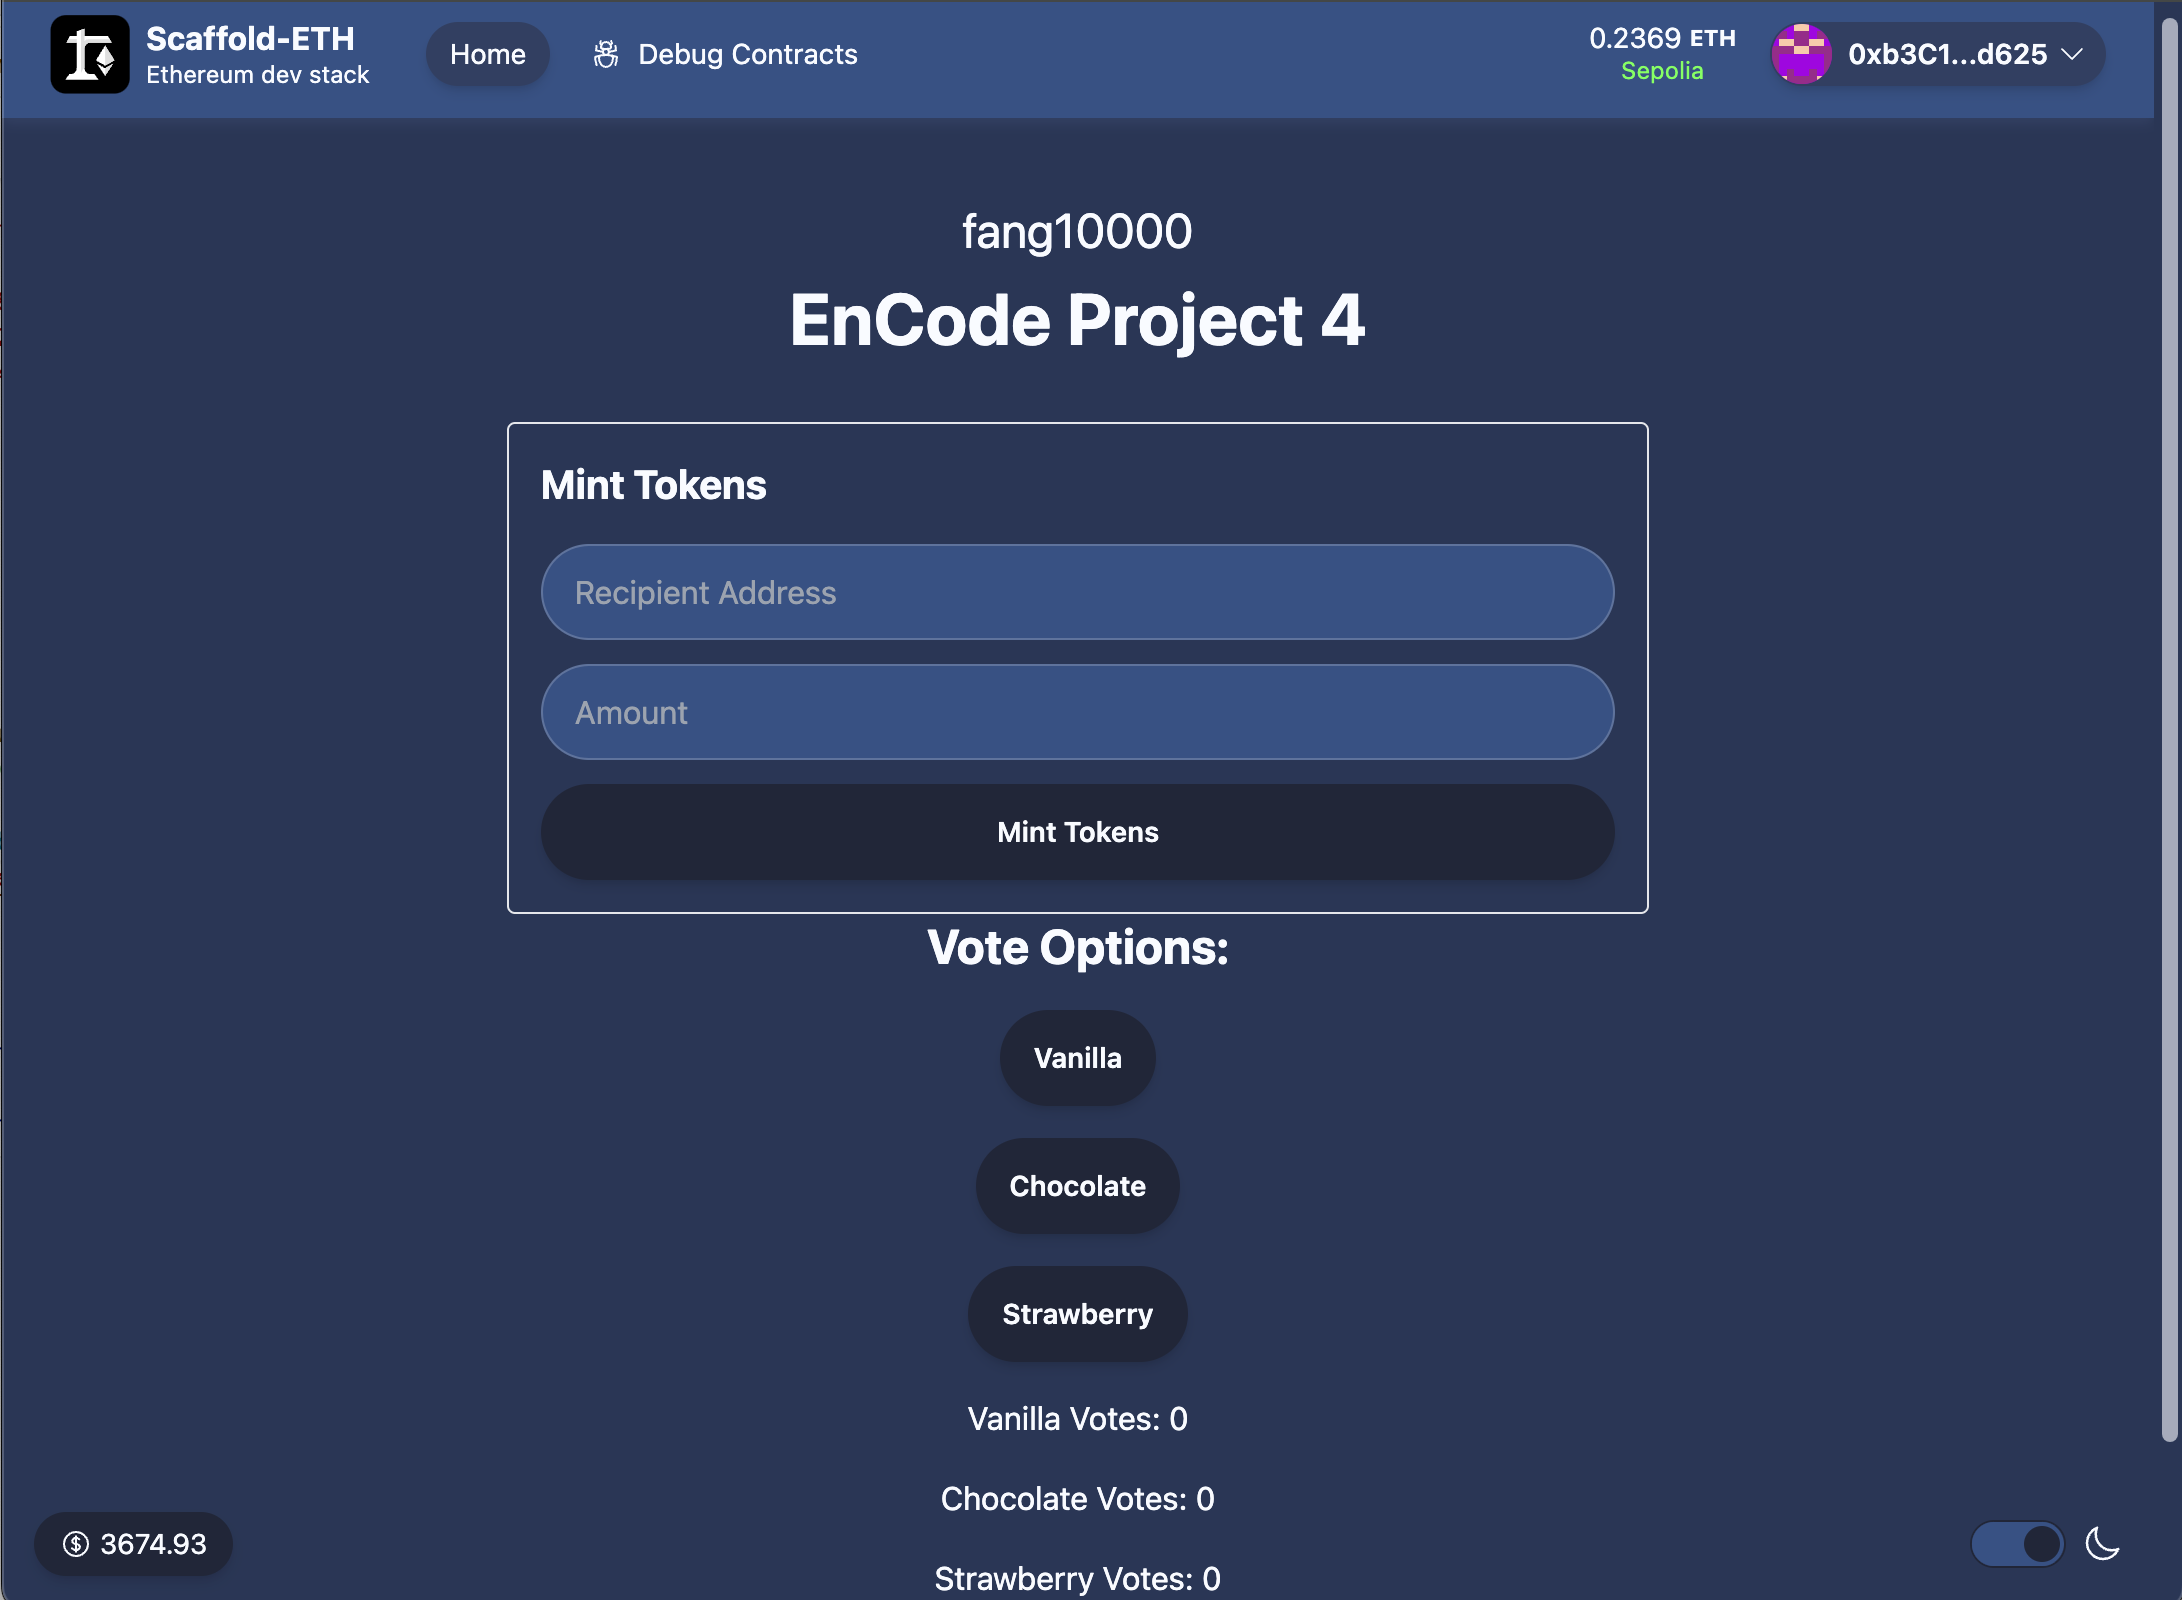 Scaffold-ETH
Ethereum dev stack
Home
Debug Contracts
0.2369 ETH
Sepolia
0xb3C1...d625
fang10000
EnCode Project 4
Mint Tokens
Recipient Address
Amount
Mint Tokens
Vote Options:
Vanilla
Chocolate
Strawberry
Vanilla Votes: 0
Chocolate Votes: 0
Strawberry Votes: 0
$ 3674.93